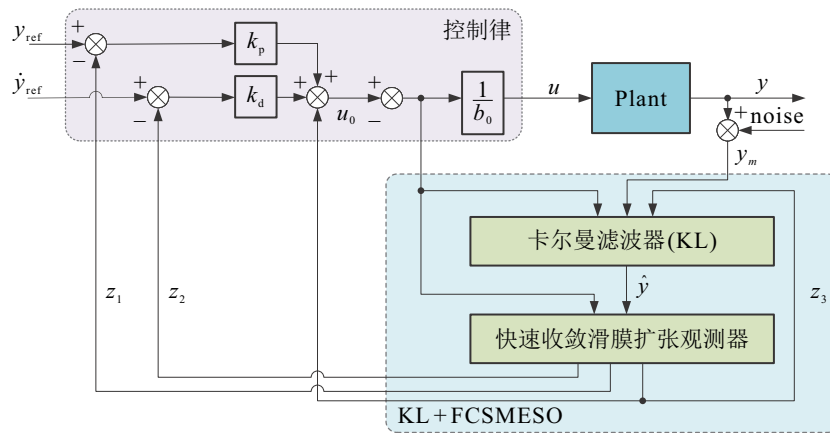 y_ref
+
−
k_p
控制律
ẏ_ref
+
−
k_d
+
+
u_0
+
−
1/b_0
u
Plant
y
+
noise
y_m
卡尔曼滤波器(KL)
ŷ
z_1
z_2
z_3
快速收敛滑膜扩张观测器
KL+FCSMESO